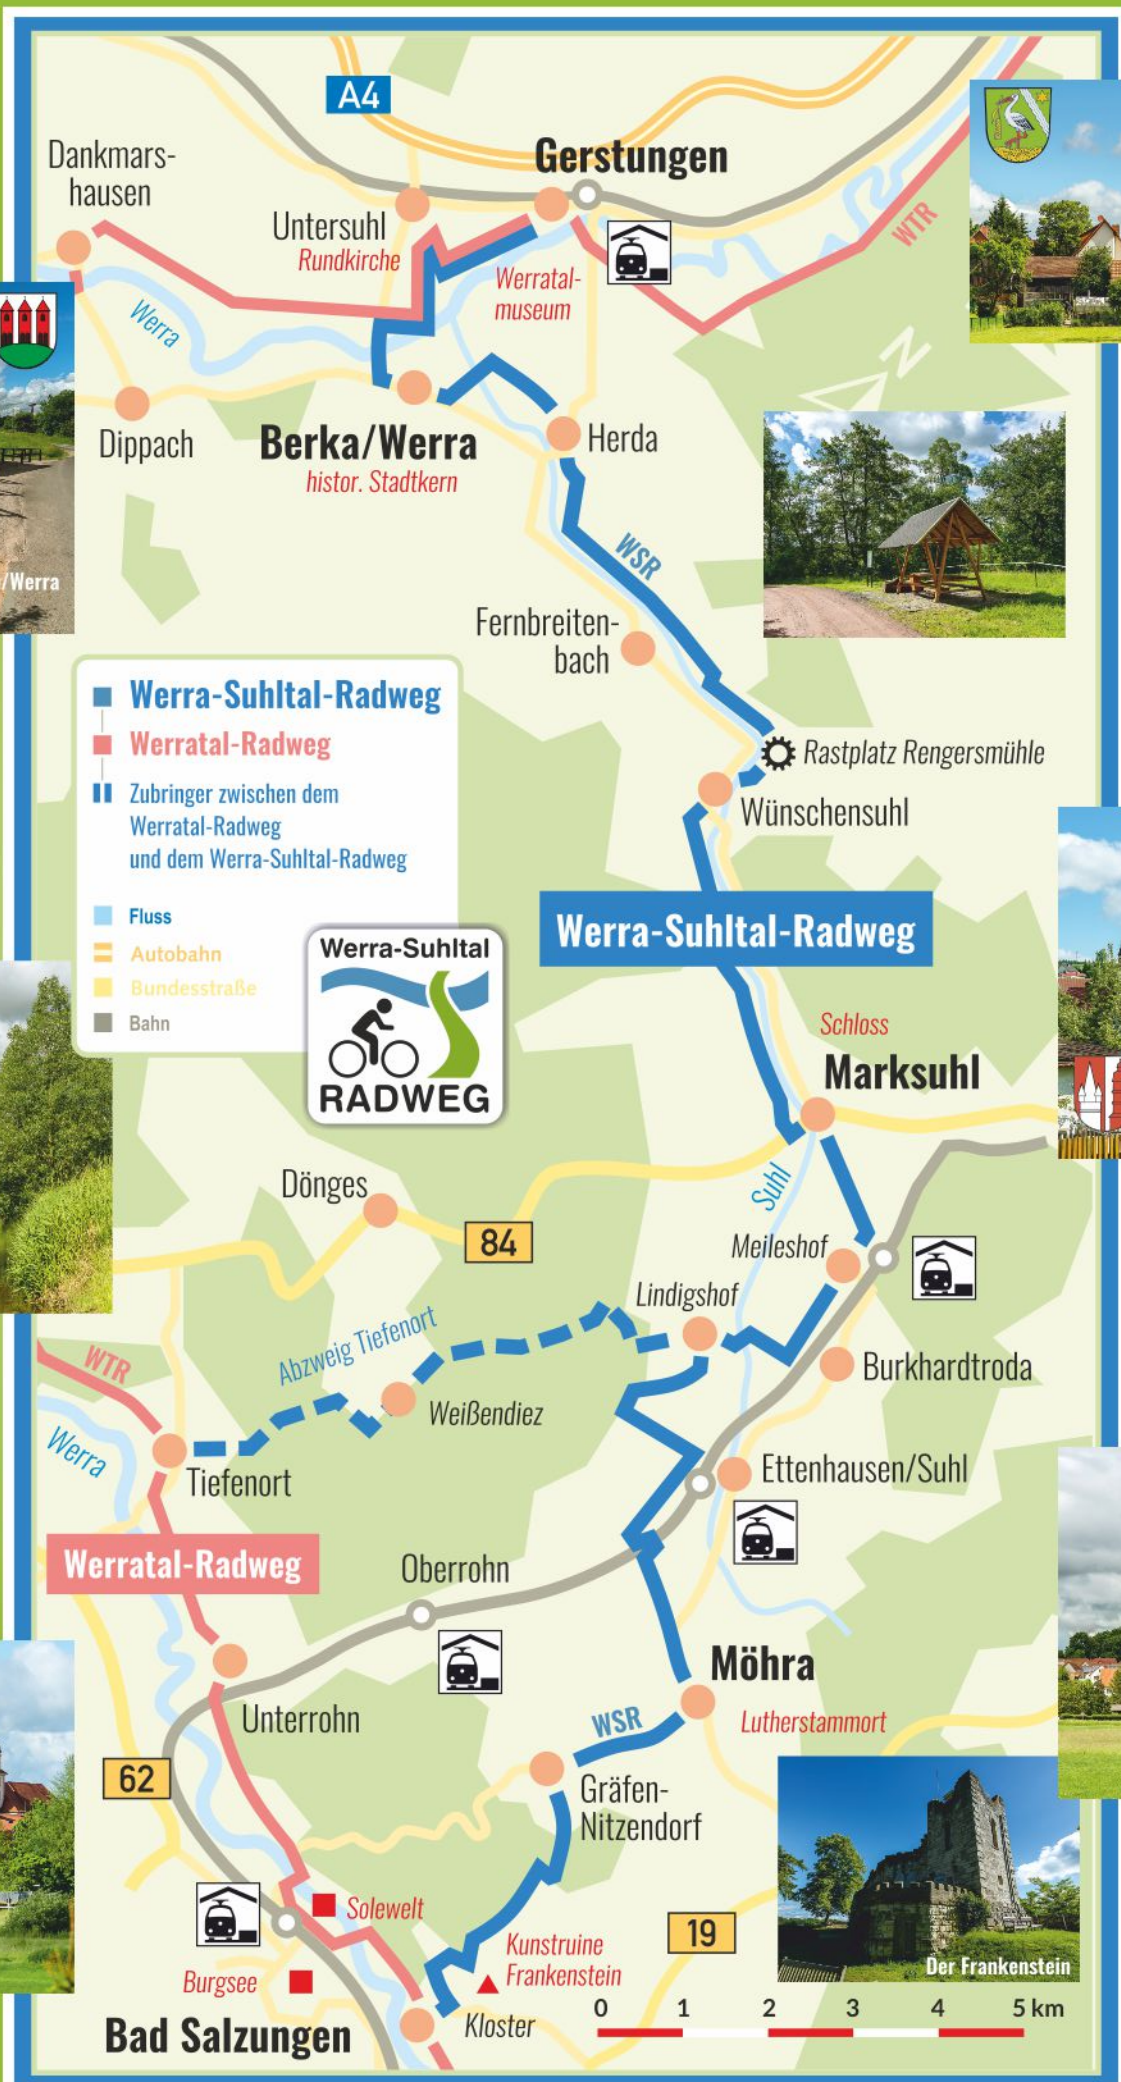 A4
Dankmars-
hausen
Gerstungen
Untersuhl
Rundkirche
WTR
Werratal-
museum
Werra
Dippach
Berka/Werra
histor. Stadtkern
Herda
N
WSR
/Werra
Fernbreiten-
bach
Werra-Suhltal-Radweg
Werratal-Radweg
Zubringer zwischen dem
Werratal-Radweg
und dem Werra-Suhltal-Radweg
Fluss
Autobahn
Bundesstraße
Bahn
Rastplatz Rengersmühle
Wünschensuhl
Werra-Suhltal-Radweg
Werra-Suhltal
RADWEG
Schloss
Marksuhl
Suhl
Dönges
84
Meileshof
Lindigshof
Abzweig Tiefenort
WTR
Burkhardtroda
Weißendiez
Werra
Tiefenort
Ettenhausen/Suhl
Werratal-Radweg
Oberrohn
Möhra
Unterrohn
WSR
Lutherstammort
62
Gräfen-
Nitzendorf
Solewelt
Kunstruine
Frankenstein
19
Der Frankenstein
Burgsee
Kloster
Bad Salzungen
0 1 2 3 4 5 km